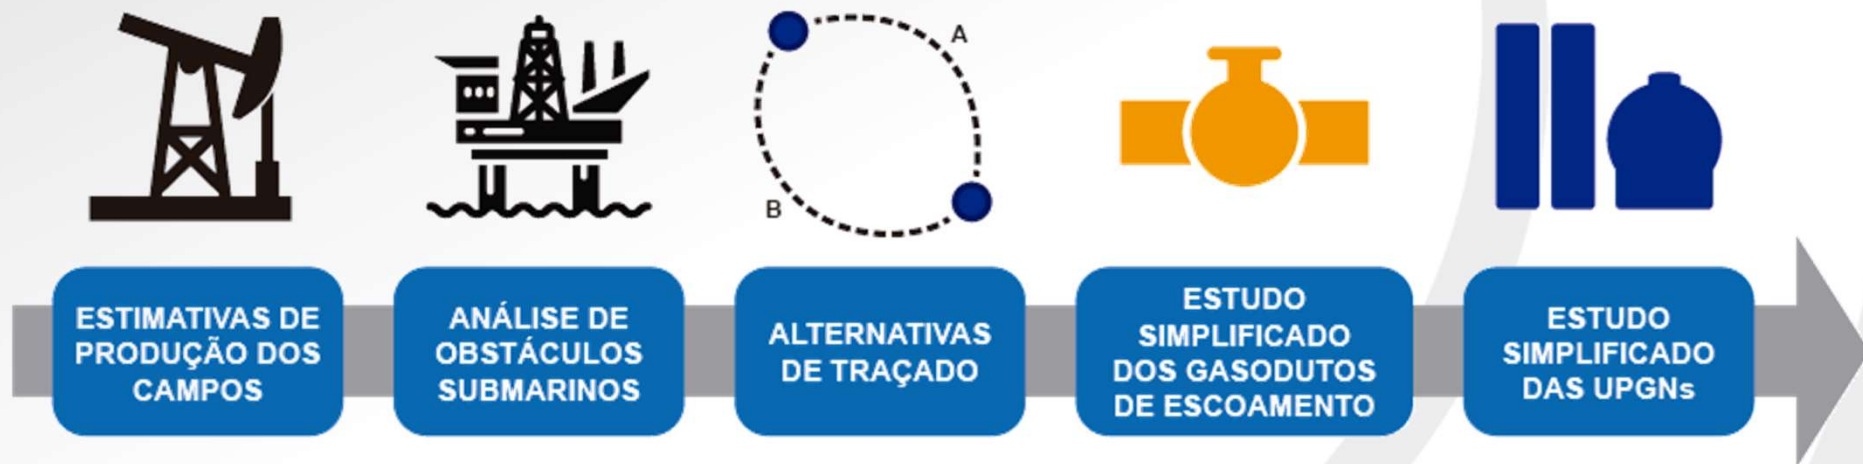 A
B
ESTIMATIVAS DE
PRODUÇÃO DOS
CAMPOS
ANÁLISE DE
OBSTÁCULOS
SUBMARINOS
ALTERNATIVAS
DE TRAÇADO
ESTUDO
SIMPLIFICADO
DOS GASODUTOS
DE ESCOAMENTO
ESTUDO
SIMPLIFICADO
DAS UPGNs